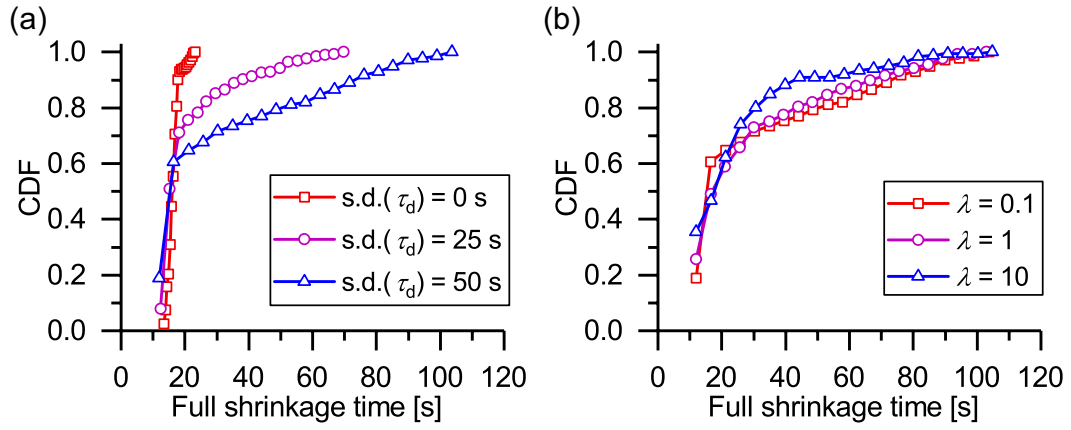 (a)
1.0
0.8
0.6
0.4
0.2
0.0
CDF
0 20 40 60 80 100 120
Full shrinkage time [s]
s.d.( τd) = 0 s
s.d.( τd) = 25 s
s.d.( τd) = 50 s
(b)
1.0
0.8
0.6
0.4
0.2
0.0
CDF
0 20 40 60 80 100 120
Full shrinkage time [s]
λ = 0.1
λ = 1
λ = 10